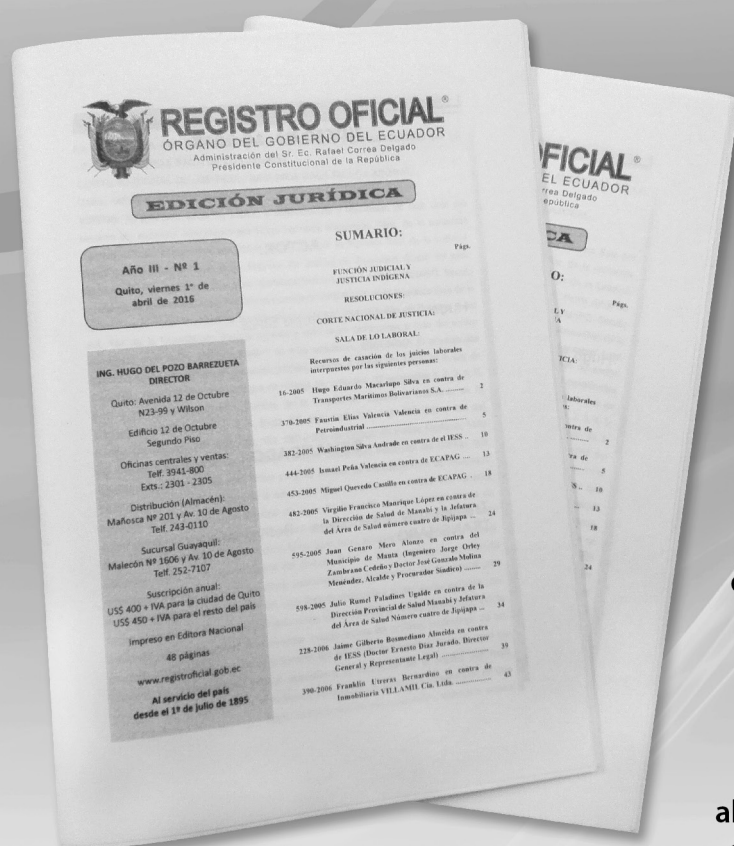 REGISTRO OFICIAL®
ÓRGANO DEL GOBIERNO DEL ECUADOR
Administración del Sr. Ec. Rafael Correa Delgado
Presidente Constitucional de la República
EDICIÓN JURÍDICA
Año III - Nº 1
Quito, viernes 1º de
abril de 2016
ING. HUGO DEL POZO BARREZUETA
DIRECTOR
Quito: Avenida 12 de Octubre
N23-99 y Wilson
Edificio 12 de Octubre
Segundo Piso
Oficinas centrales y ventas:
Telf. 3941-800
Exts.: 2301 - 2305
Distribución (Almacén):
Mañosca Nº 201 y Av. 10 de Agosto
Telf. 243-0110
Sucursal Guayaquil:
Malecón Nº 1606 y Av. 10 de Agosto
Telf. 252-7107
Suscripción anual:
US$ 400 + IVA para la ciudad de Quito
US$ 450 + IVA para el resto del país
Impreso en Editora Nacional
48 páginas
www.registroficial.gob.ec
Al servicio del país
desde el 1º de julio de 1895
SUMARIO:
Págs.
FUNCIÓN JUDICIAL Y
JUSTICIA INDÍGENA
RESOLUCIONES:
CORTE NACIONAL DE JUSTICIA:
SALA DE LO LABORAL:
Recursos de casación de los juicios laborales
interpuestos por las siguientes personas:
16-2005 Hugo Eduardo Macarlupo Silva en contra de
Transportes Marítimos Bolivarianos S.A. ......... 2
370-2005 Faustin Elías Valencia Valencia en contra de
Petroindustrial ......... 5
382-2005 Washington Silva Andrade en contra de el IESS .. 10
444-2005 Ismael Peña Valencia en contra de ECAPAG .... 13
453-2005 Miguel Quevedo Castillo en contra de ECAPAG . 18
482-2005 Virgilio Francisco Manrique López en contra de
la Dirección de Salud de Manabí y la Jefatura
del Área de Salud número cuatro de Jipijapa ... 24
595-2005 Juan Genaro Mero Alonzo en contra del
Municipio de Manta (Ingeniero Jorge Orley
Zambrano Cedeño y Doctor José Gonzalo Molina
Menéndez, Alcalde y Procurador Síndico) ........ 29
598-2005 Julio Rumel Paladines Ugalde en contra de la
Dirección Provincial de Salud Manabí y Jefatura
del Área de Salud Número cuatro de Jipijapa ... 34
228-2006 Jaime Gilberto Bosmediano Almeida en contra
de IESS (Doctor Ernesto Díaz Jurado, Director
General y Representante Legal) ......... 39
390-2006 Franklin Utreras Bernardino en contra de
Inmobiliaria VILLAMIL Cía. Ltda. ......... 43
OFICIAL®
EL ECUADOR
rrea Delgado
epública
CA
O:
Págs.
L Y
A
ICIA:
laborales
s:
ontra de
2
ra de
5
S .. 10
13
18
24
al